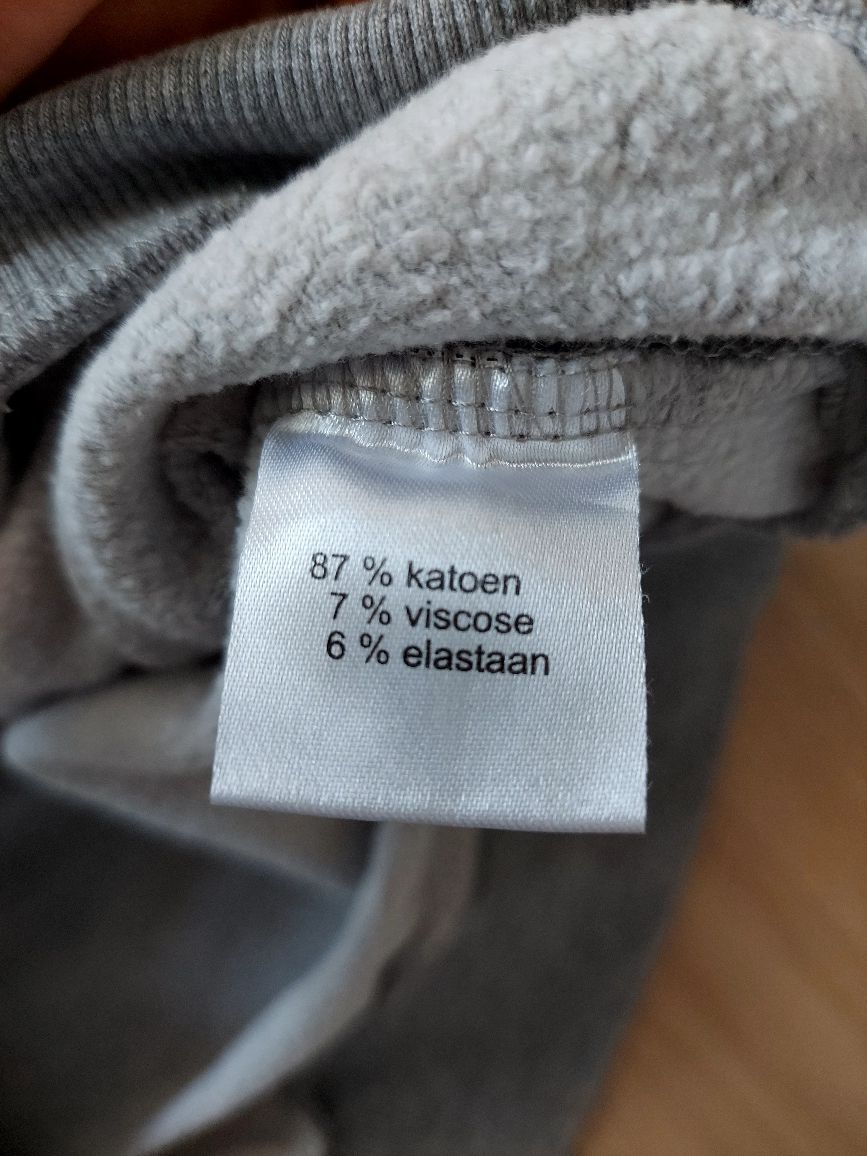 87 % katoen
7 % viscose
6 % elastaan